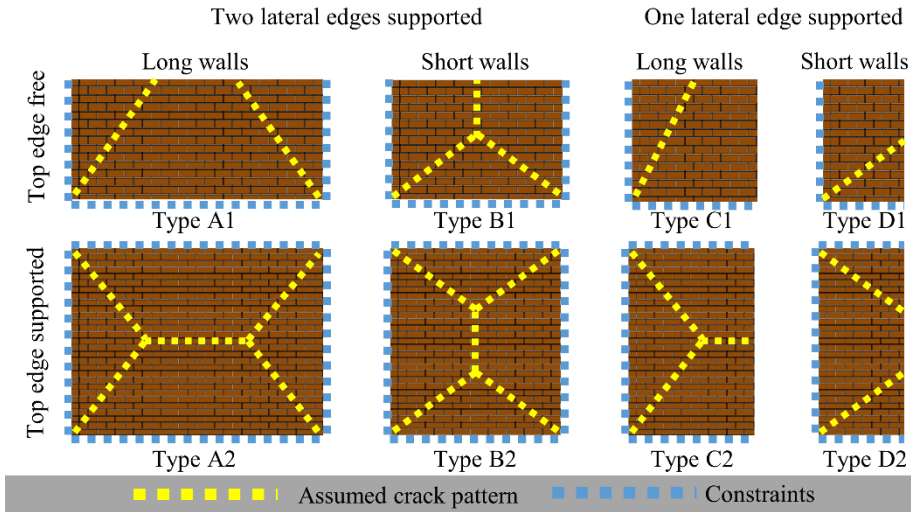 Two lateral edges supported
One lateral edge supported
Long walls
Short walls
Long walls
Short walls
Top edge free
Type A1
Type B1
Type C1
Type D1
Top edge supported
Type A2
Type B2
Type C2
Type D2
Assumed crack pattern
Constraints